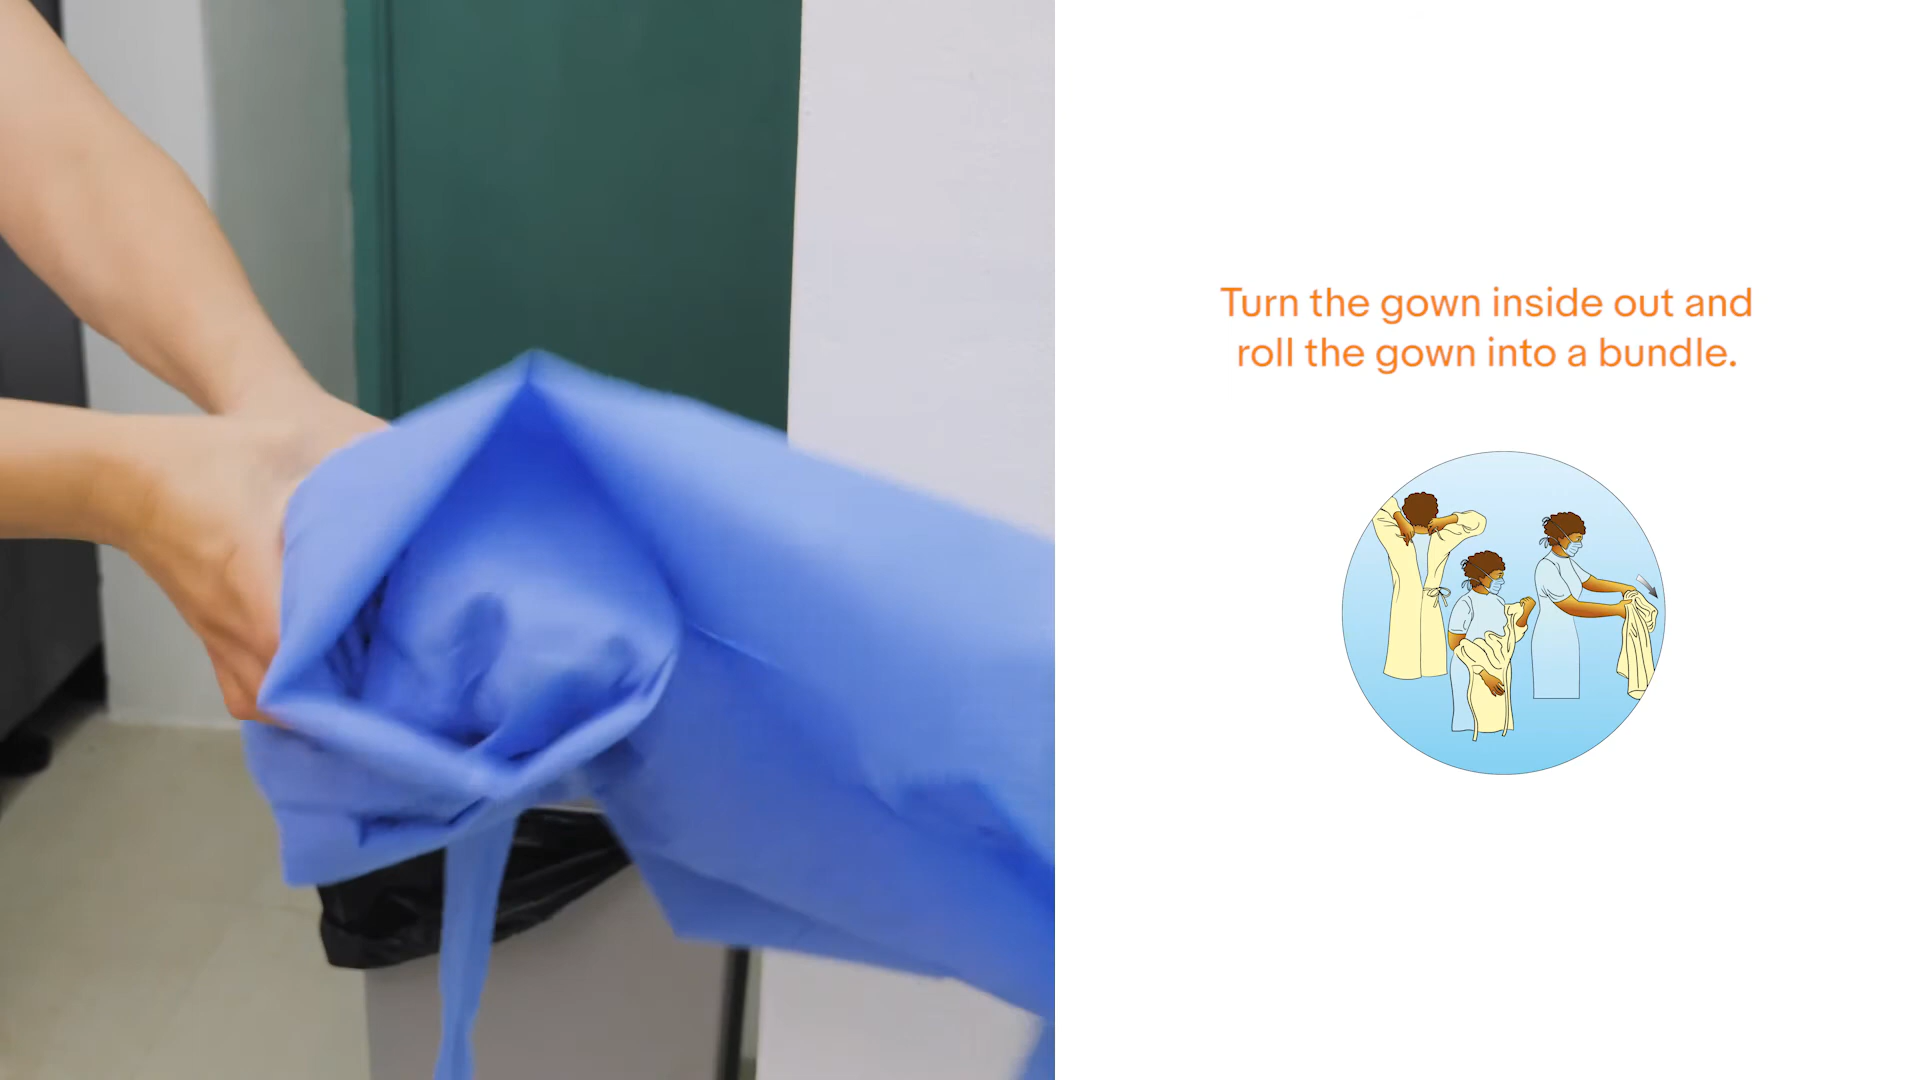 Turn the gown inside out and
roll the gown into a bundle.